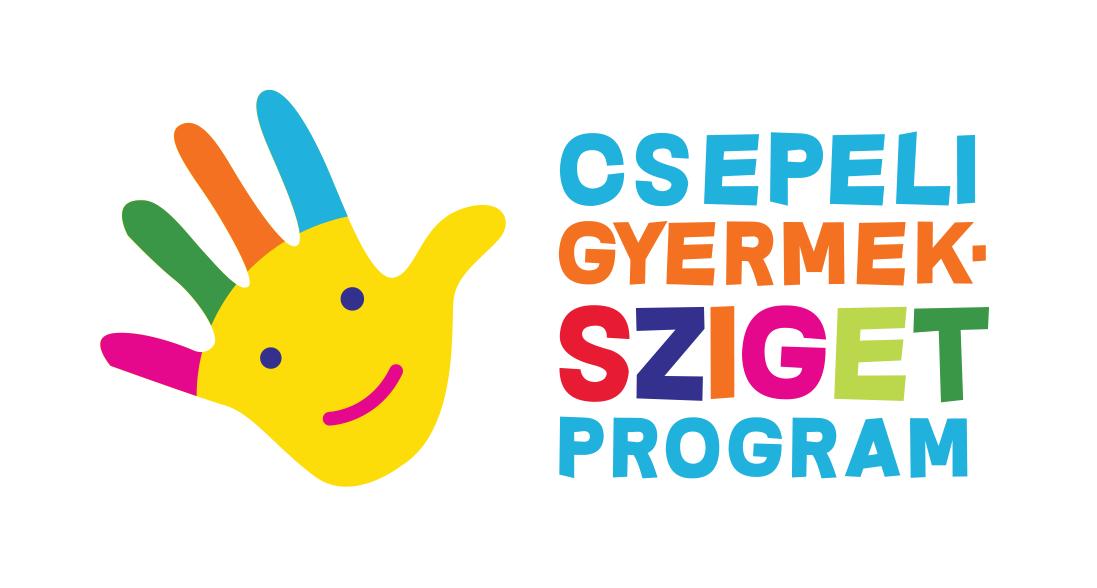 CSEPELI
GYERMEK-
SZIGET
PROGRAM